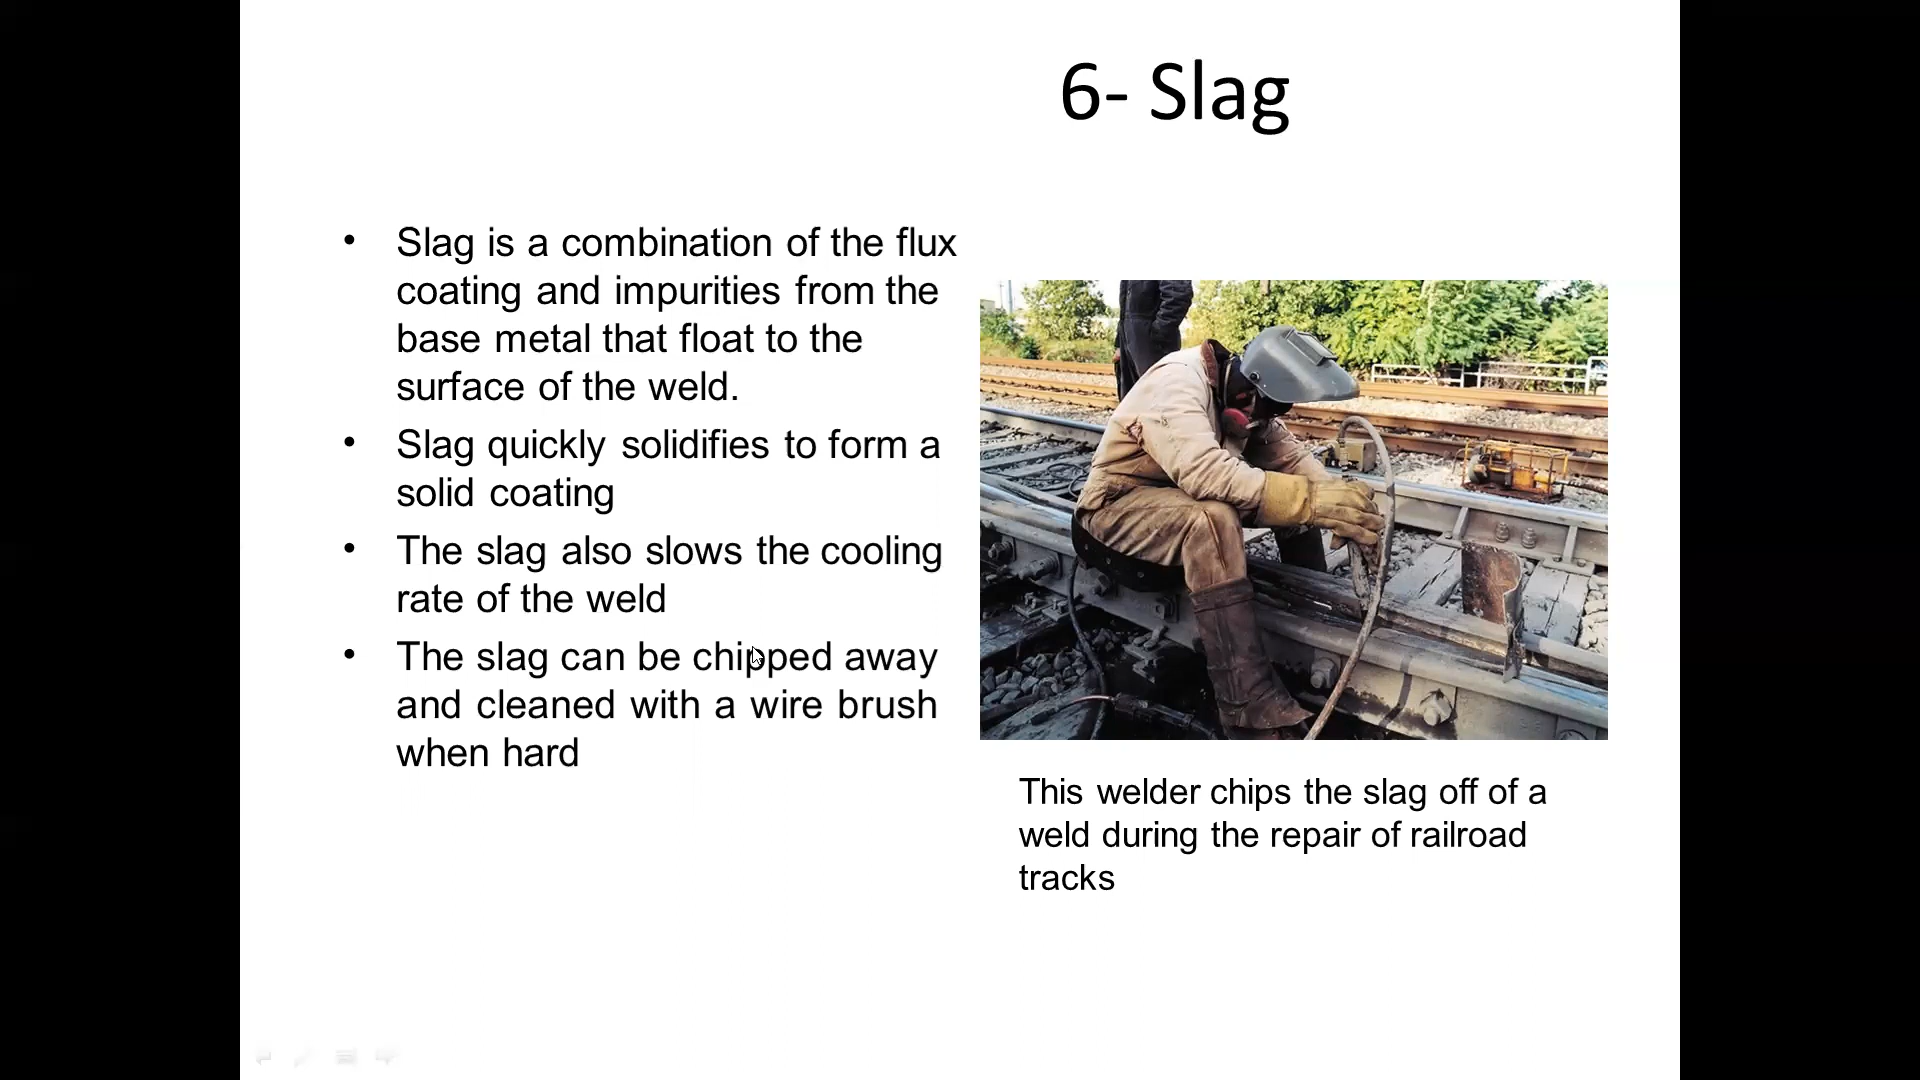 6- Slag
• Slag is a combination of the flux
coating and impurities from the
base metal that float to the
surface of the weld.
• Slag quickly solidifies to form a
solid coating
• The slag also slows the cooling
rate of the weld
• The slag can be chipped away
and cleaned with a wire brush
when hard
This welder chips the slag off of a
weld during the repair of railroad
tracks